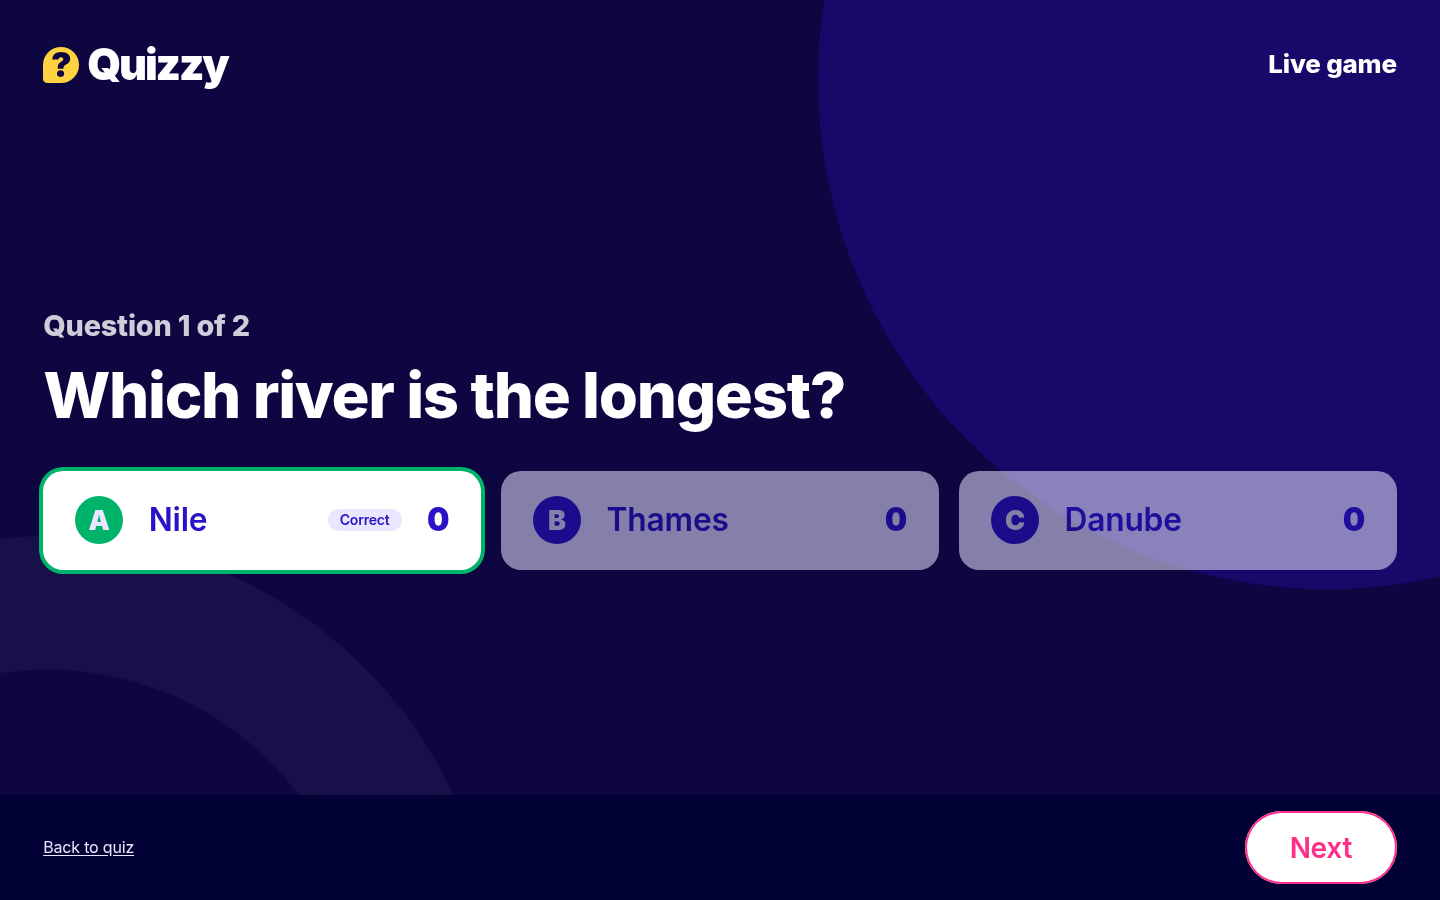 ? Quizzy
Live game
Question 1 of 2
Which river is the longest?
A Nile Correct 0
B Thames 0
C Danube 0
Back to quiz
Next